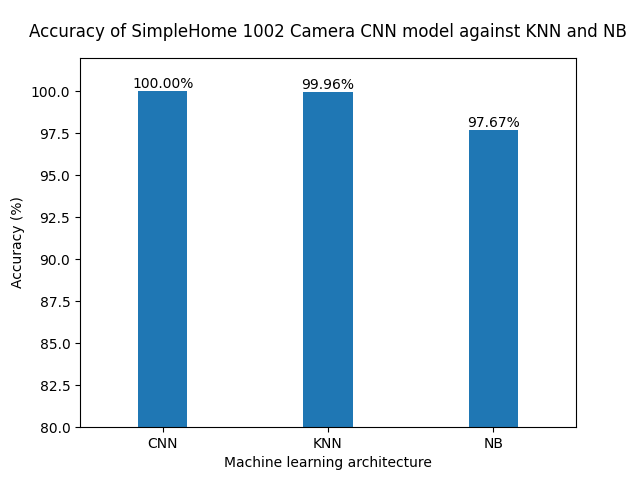 Accuracy of SimpleHome 1002 Camera CNN model against KNN and NB
100.00%
99.96%
97.67%
100.0
97.5
95.0
92.5
90.0
87.5
85.0
82.5
80.0
Accuracy (%)
CNN
KNN
NB
Machine learning architecture